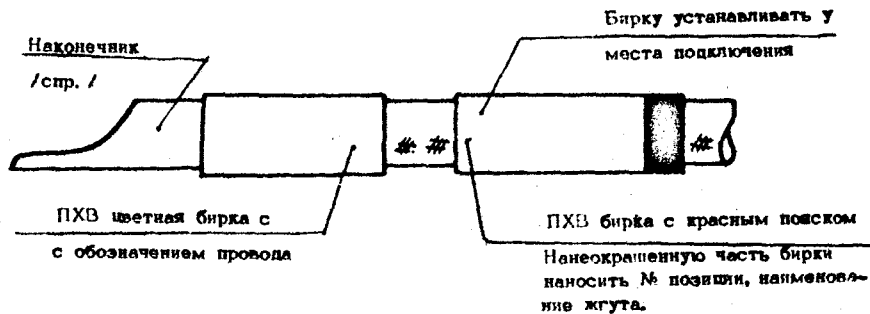 Наконечник
/спр. /
Бирку устанавливать у
места подключения
ПХВ цветная бирка с
с обозначением провода
ПХВ бирка с красным пояском
Нанеокрашенную часть бирки
наносить № позиции, наименова-
ние жгута.